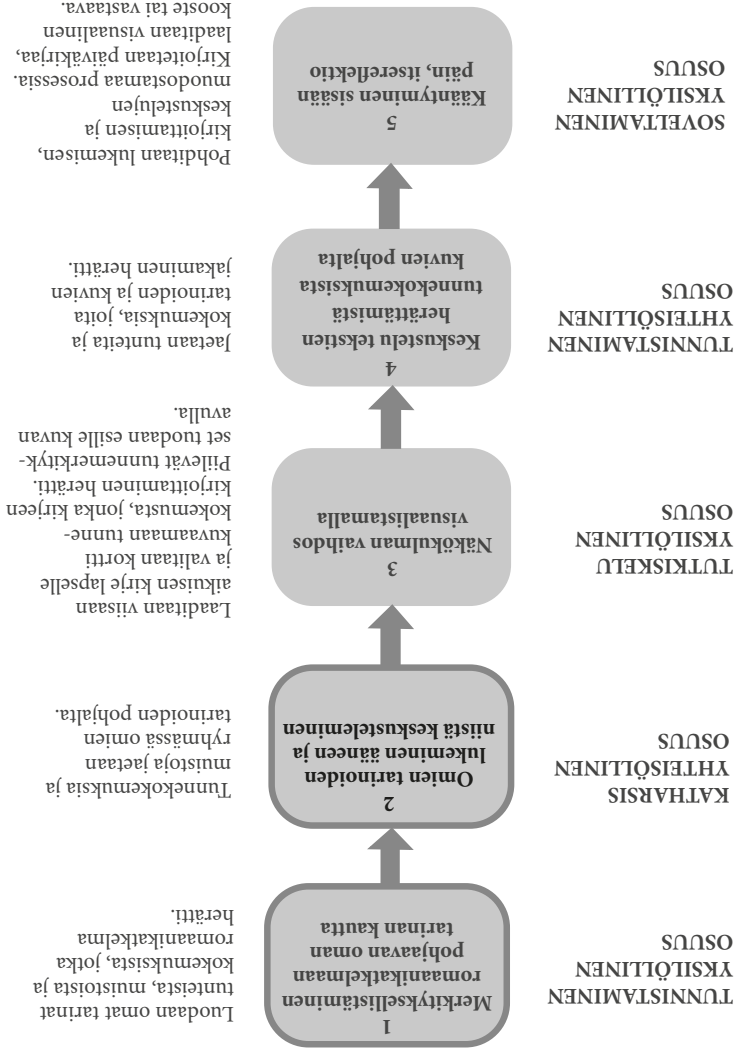 TUNNISTAMINEN
YKSILÖLLINEN
OSUUS
1
Merkityksellistäminen
romaanikatkelmaan
pohjaavan oman
tarinan kautta
Luodaan omat tarinat
tunteista, muistoista ja
kokemuksista, jotka
romaanikatkelma
herätti.
KATHARSIS
YHTEISÖLLINEN
OSUUS
2
Omien tarinoiden
lukeminen ääneen ja
niistä keskusteleminen
Tunnekokemuksia ja
muistoja jaetaan
ryhmässä omien
tarinoiden pohjalta.
TUTKISKELU
YKSILÖLLINEN
OSUUS
3
Näkökulman vaihdos
visuaalistamalla
Laaditaan viisaan
aikuisen kirje lapselle
ja valitaan kortti
kuvaamaan tunne-
kokemusta, jonka kirjeen
kirjoittaminen herätti.
Piilevät tunnemerkityk-
set tuodaan esille kuvan
avulla.
TUNNISTAMINEN
YHTEISÖLLINEN
OSUUS
4
Keskustelu tekstien
herättämistä
tunnekokemuksista
kuvien pohjalta
Jaetaan tunteita ja
kokemuksia, joita
tarinoiden ja kuvien
jakaminen herätti.
SOVELTAMINEN
YKSILÖLLINEN
OSUUS
5
Kääntyminen sisään
päin, itsereflektio
Pohditaan lukemisen,
kirjoittamisen ja
keskustelujen
muodostamaa prosessia.
Kirjoitetaan päiväkirjaa,
laaditaan visuaalinen
kooste tai vastaava.